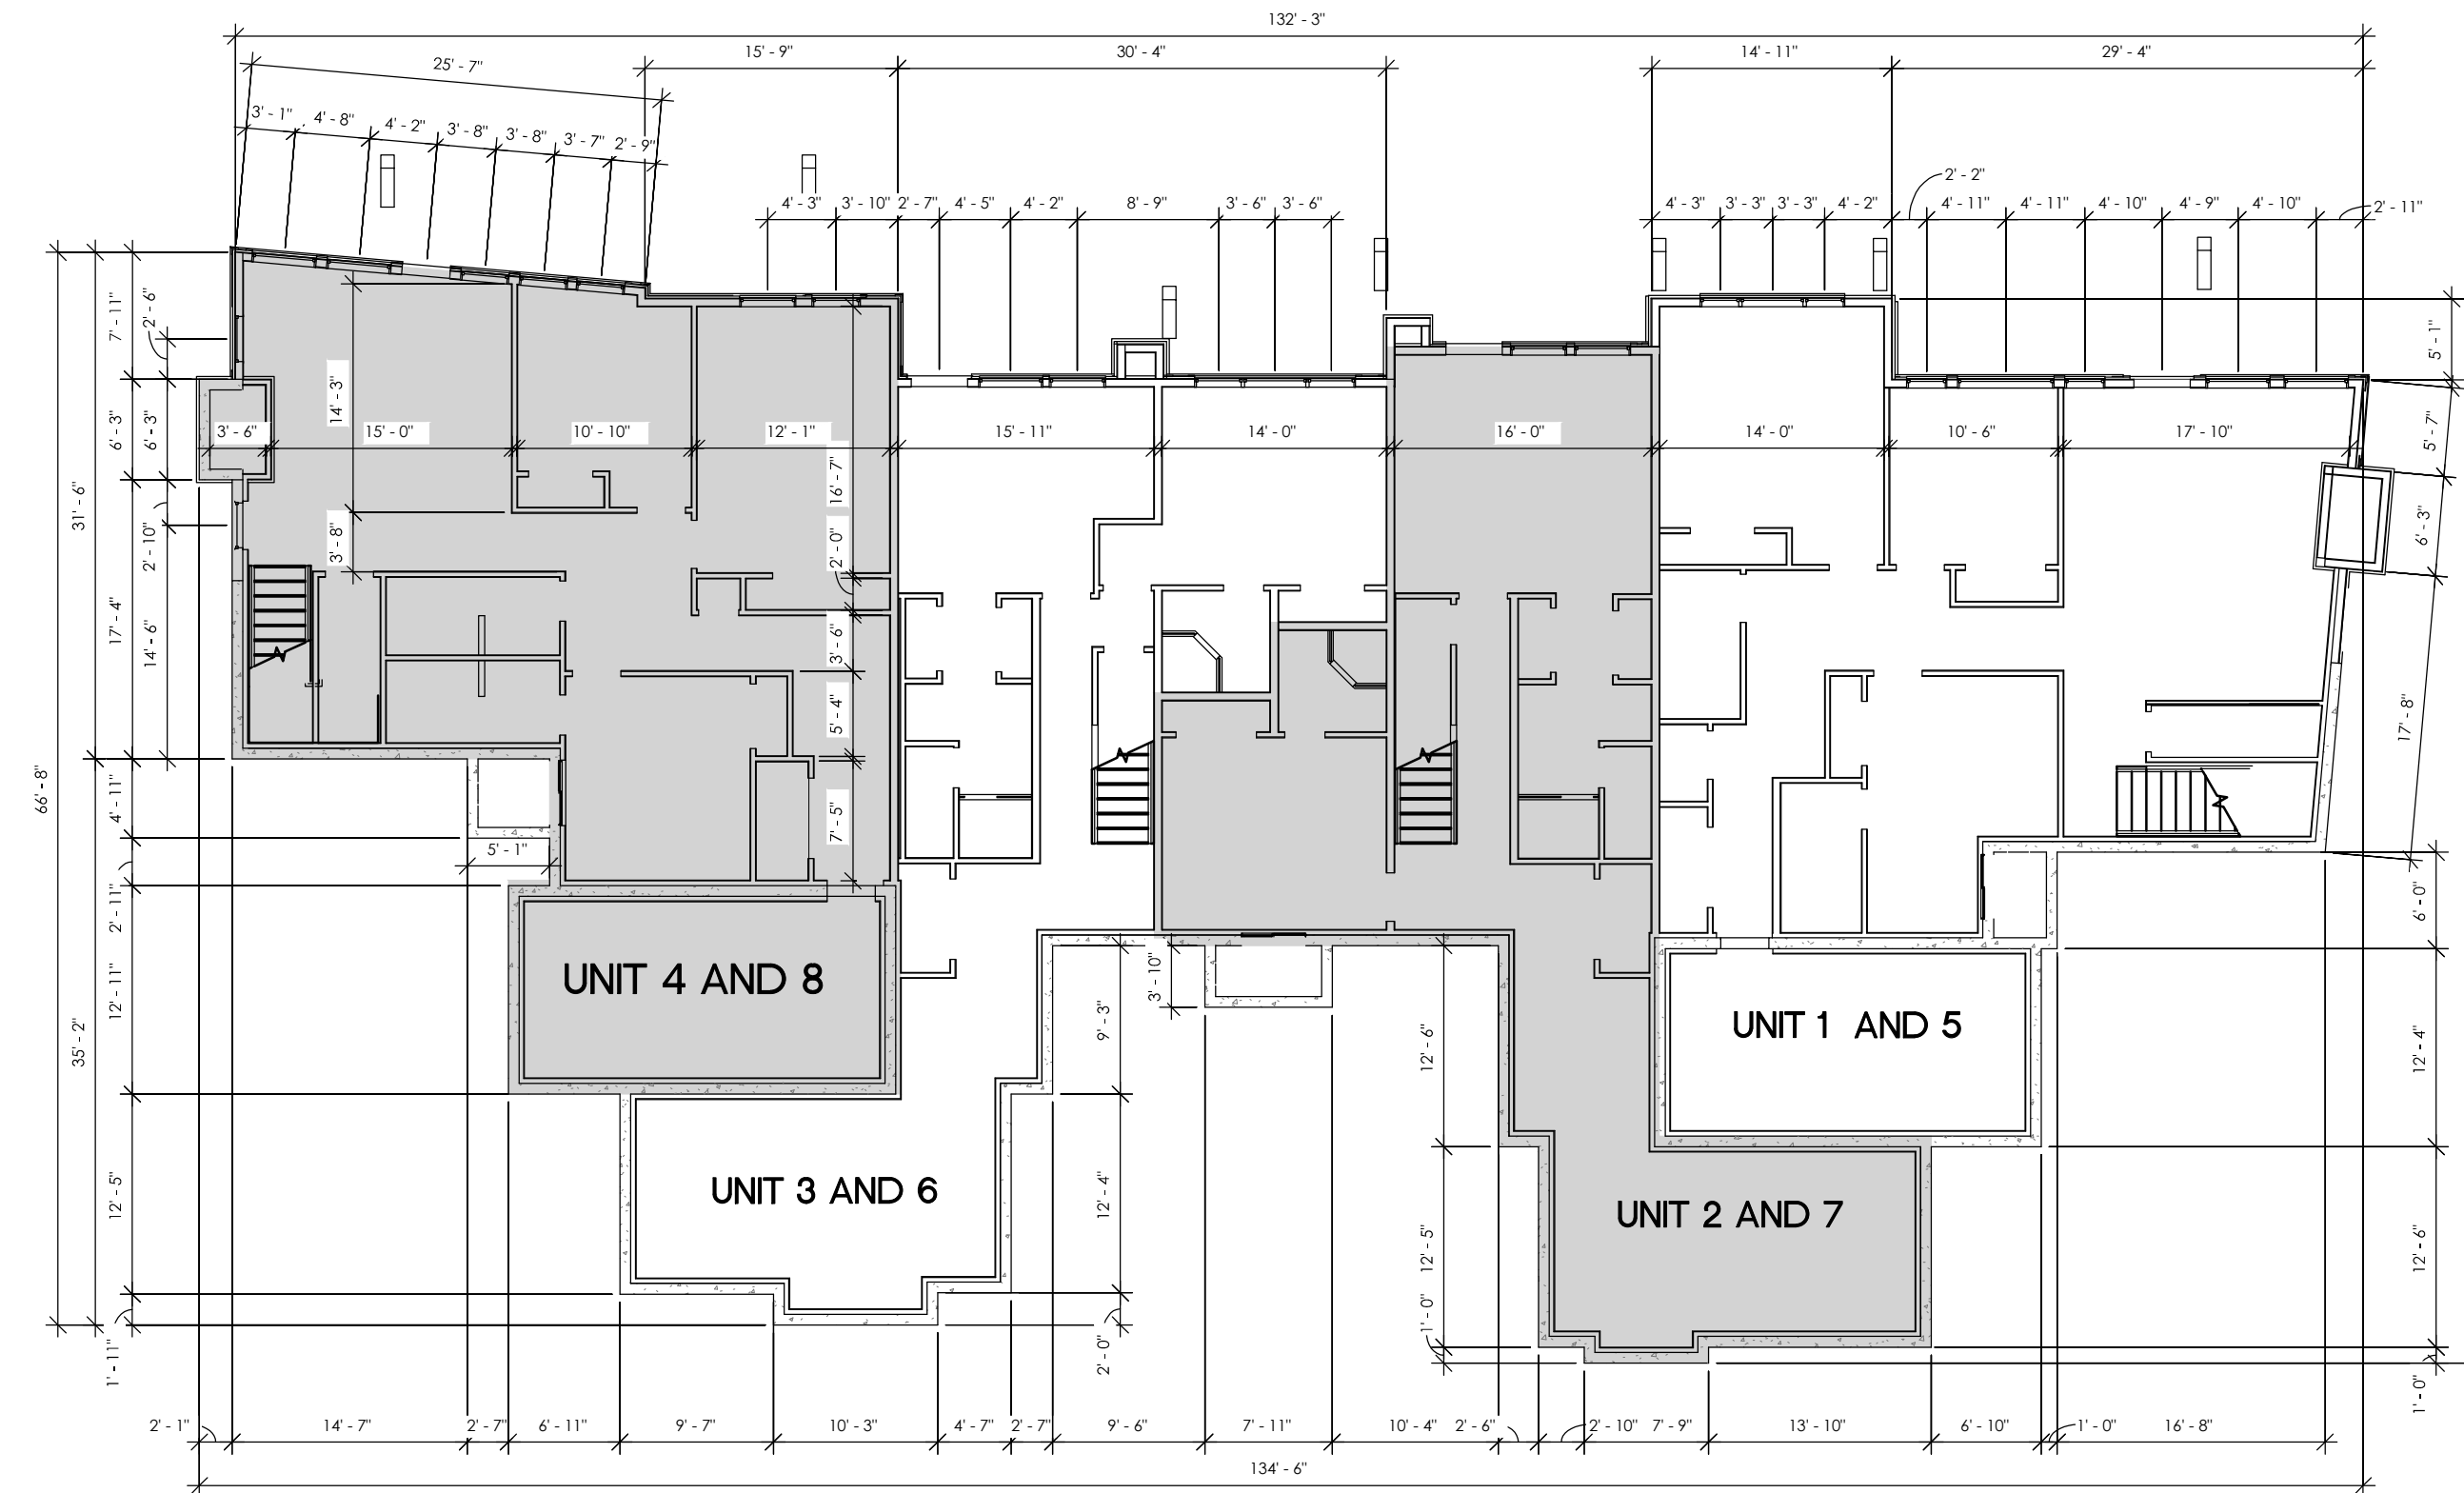 132' - 3"
15' - 9" 30' - 4" 14' - 11" 29' - 4"
25' - 7"
3' - 1" 4' - 8" 4' - 2" 3' - 8" 3' - 8" 3' - 7" 2' - 9"
2' - 2"
4' - 3" 3' - 10" 2' - 7" 4' - 5" 4' - 2" 8' - 9" 3' - 6" 3' - 6" 4' - 3" 3' - 3" 3' - 3" 4' - 2" 4' - 11" 4' - 11" 4' - 10" 4' - 9" 4' - 10" 2' - 11"
7' - 11"
2' - 6"
5' - 1"
14' - 3"
6' - 3"
6' - 3"
3' - 6" 15' - 0" 10' - 10" 12' - 1" 15' - 11" 14' - 0" 16' - 0" 14' - 0" 10' - 6" 17' - 10"
5' - 7"
16' - 7"
31' - 6"
6' - 3"
2' - 10"
3' - 8"
2' - 0"
17' - 4"
14' - 6"
3' - 6"
5' - 4"
17' - 8"
66' - 8"
4' - 11"
7' - 5"
5' - 1"
2' - 11"
6' - 0"
12' - 11"
UNIT 4 AND 8
3' - 10"
9' - 3"
35' - 2"
12' - 6"
UNIT 1 AND 5
12' - 4"
12' - 5"
UNIT 3 AND 6
12' - 4"
UNIT 2 AND 7
12' - 5"
12' - 6"
1' - 0"
1' - 11"
2' - 0"
1' - 0"
2' - 1" 14' - 7" 2' - 7" 6' - 11" 9' - 7" 10' - 3" 4' - 7" 2' - 7" 9' - 6" 7' - 11" 10' - 4" 2' - 6" 2' - 10" 7' - 9" 13' - 10" 6' - 10" 1' - 0" 16' - 8"
134' - 6"